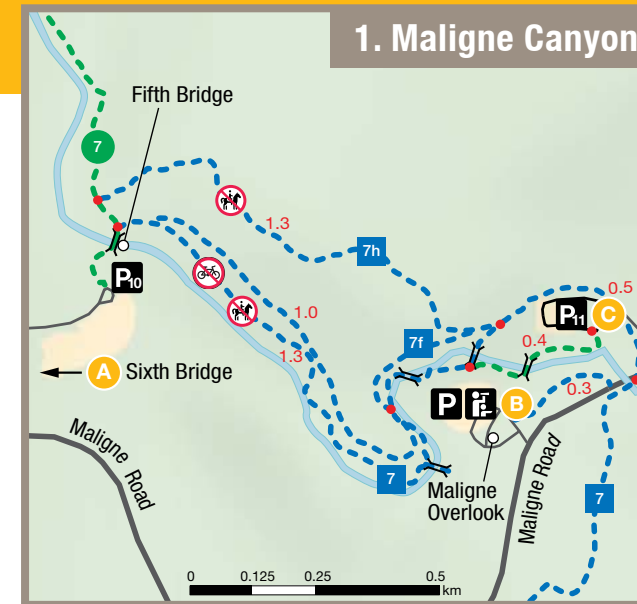 1. Maligne Canyon
Fifth Bridge
7
1.3
7h
P10
1.0
0.5
P11
C
7f
0.4
1.3
A
Sixth Bridge
P
B
0.3
Maligne
Overlook
7
7
Maligne Road
Maligne Road
0
0.125
0.25
0.5
km